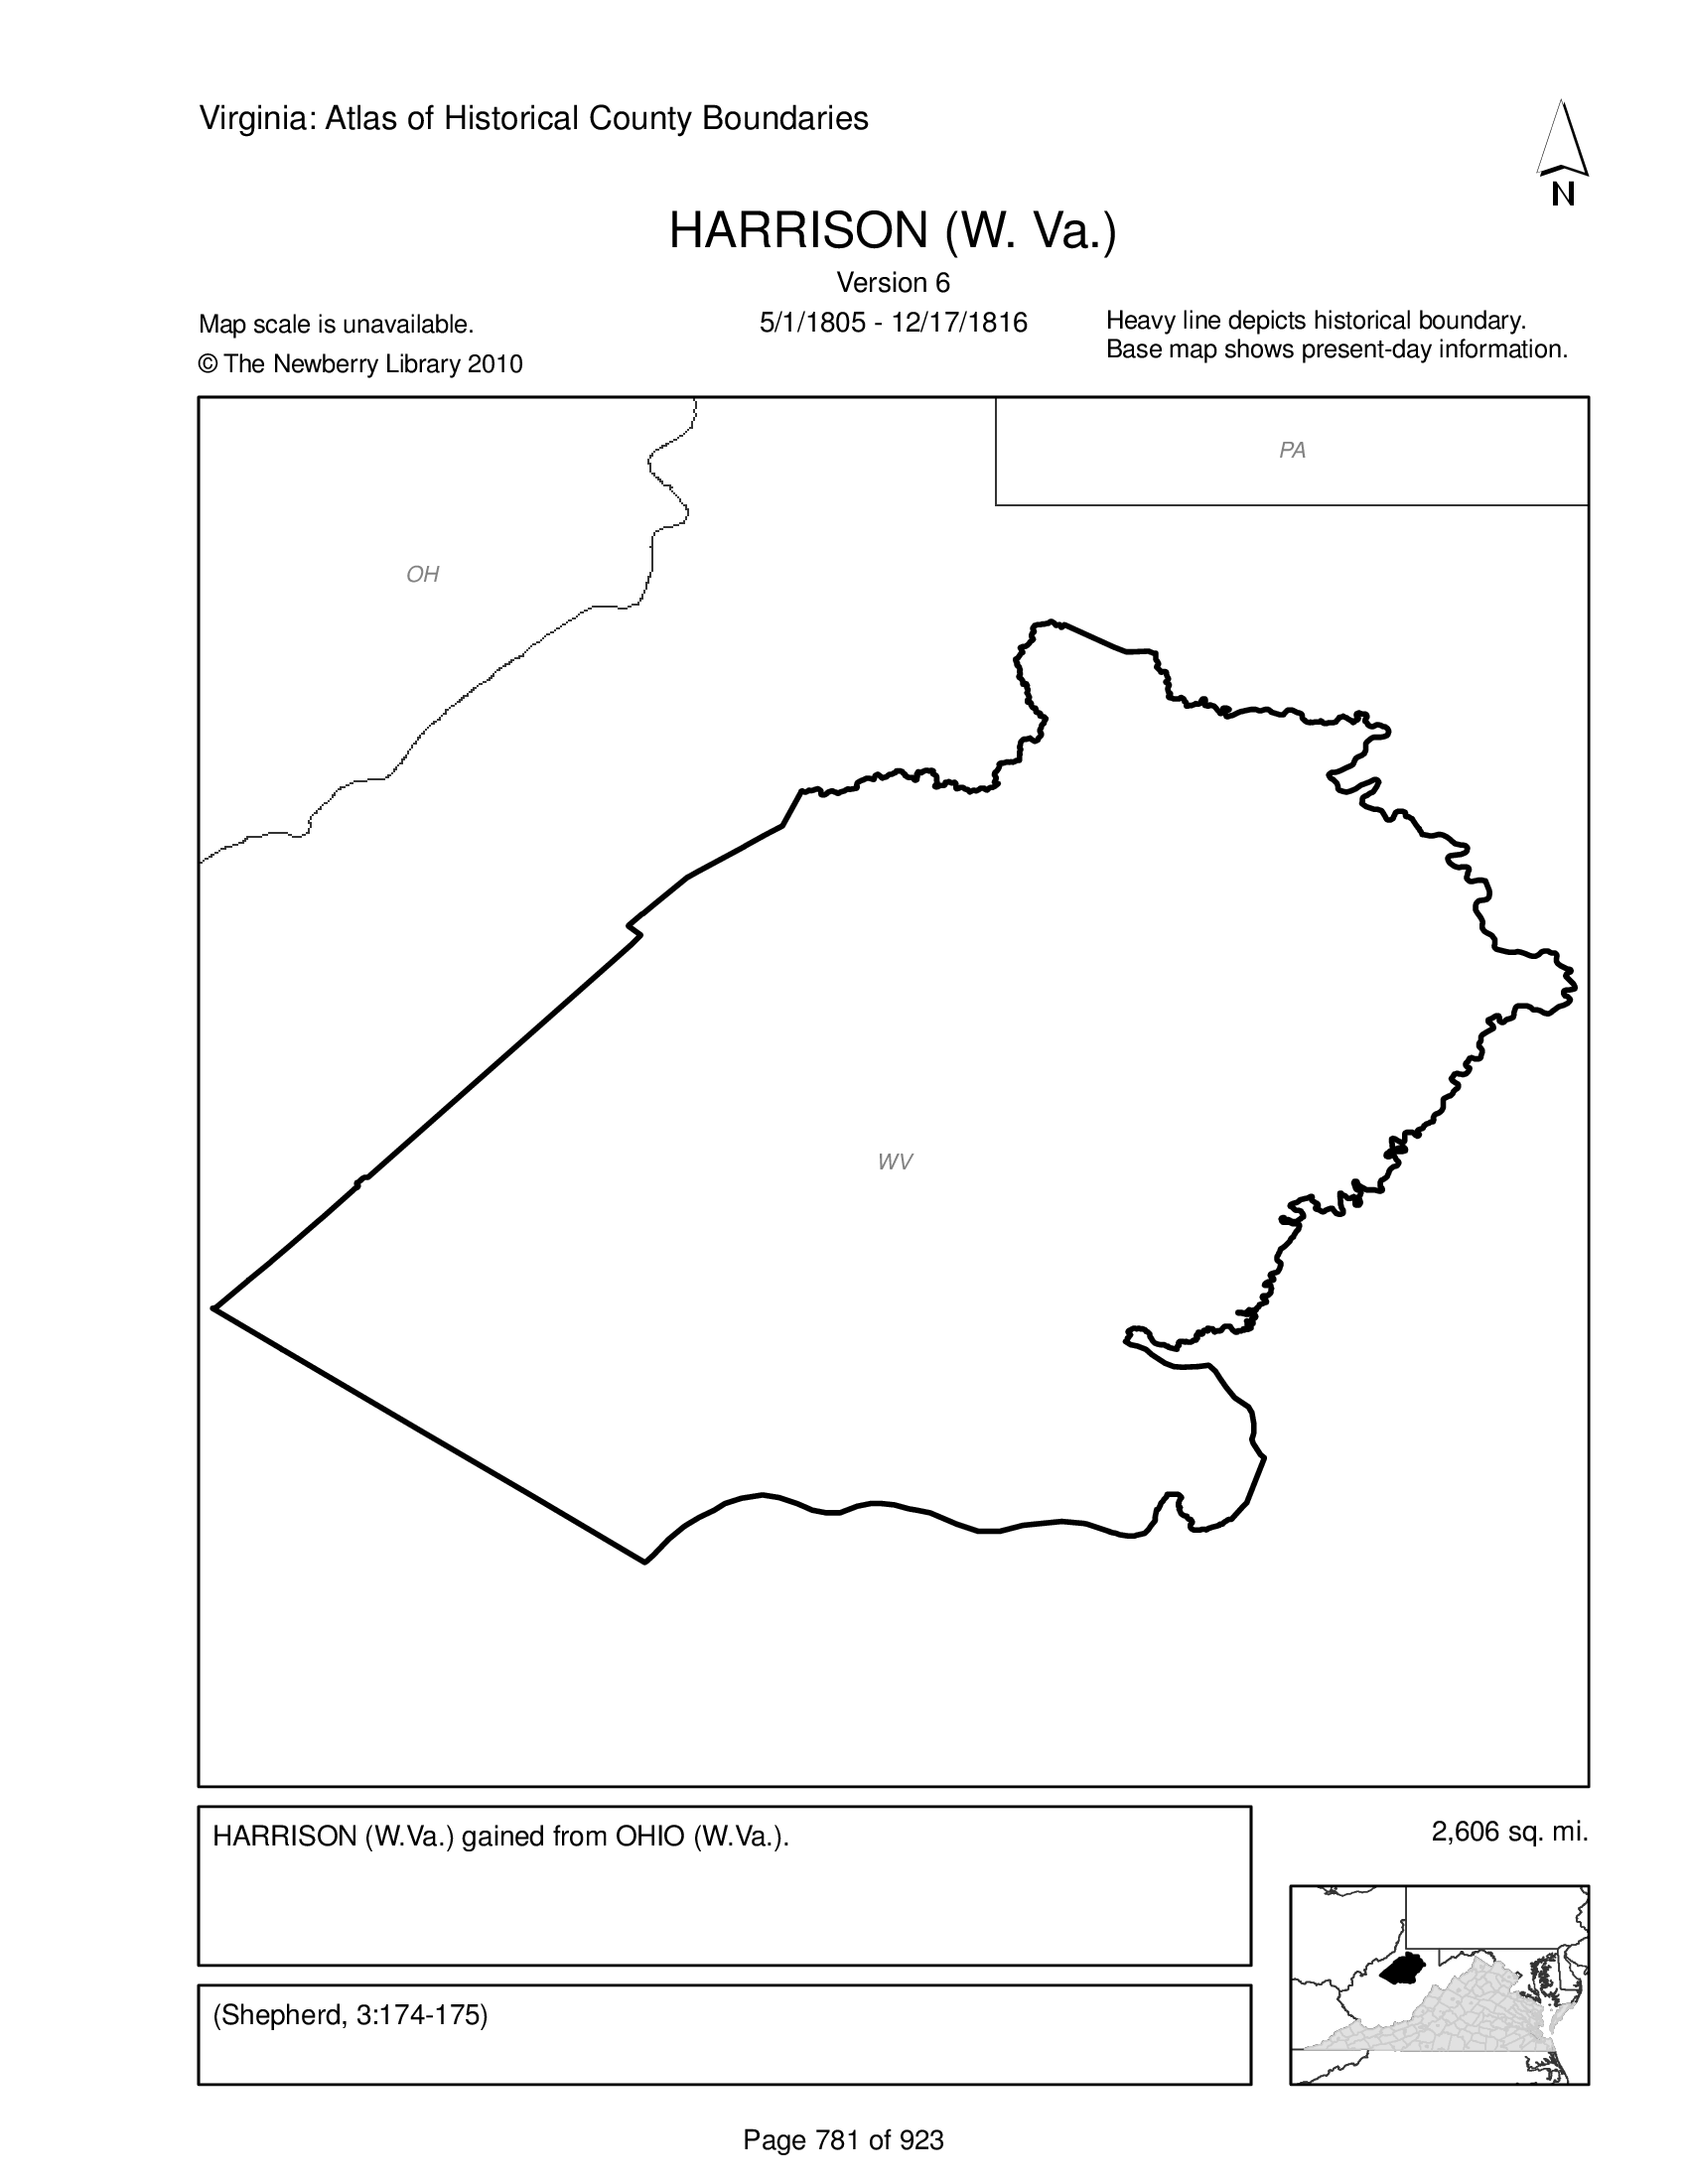 Virginia: Atlas of Historical County Boundaries
N
HARRISON (W. Va.)
Version 6
Map scale is unavailable.
5/1/1805 - 12/17/1816
Heavy line depicts historical boundary.
Base map shows present-day information.
© The Newberry Library 2010
PA
OH
WV
HARRISON (W.Va.) gained from OHIO (W.Va.).
2,606 sq. mi.
(Shepherd, 3:174-175)
Page 781 of 923